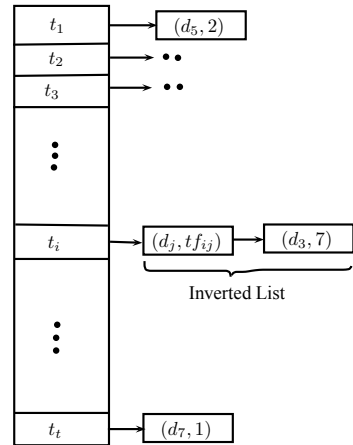 t₁ (d₅, 2)
t₂
t₃
tᵢ (dⱼ, tfᵢⱼ) (d₃, 7)
Inverted List
tₜ (d₇, 1)